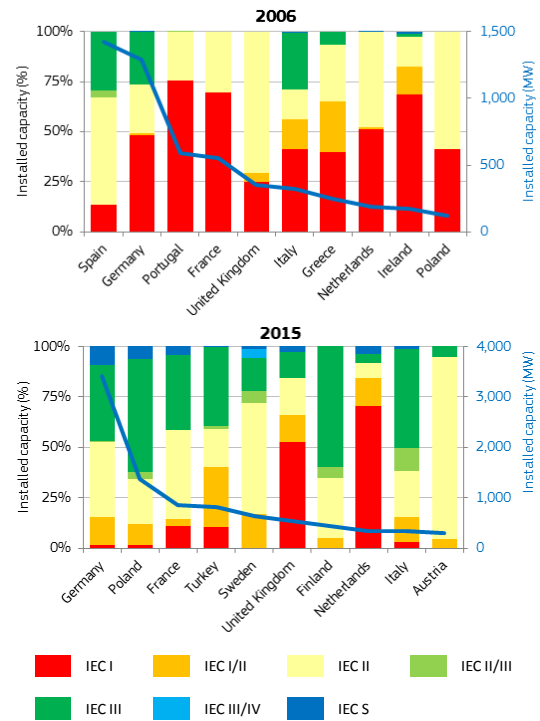 2006
Installed capacity (%)
100%
75%
50%
25%
0%
1,500
1,000
500
0
Installed capacity (MW)
Spain
Germany
Portugal
France
United Kingdom
Italy
Greece
Netherlands
Ireland
Poland
2015
Installed capacity (%)
100%
75%
50%
25%
0%
4,000
3,000
2,000
1,000
0
Installed capacity (MW)
Germany
Poland
France
Turkey
Sweden
United Kingdom
Finland
Netherlands
Italy
Austria
IEC I
IEC I/II
IEC II
IEC II/III
IEC III
IEC III/IV
IEC S